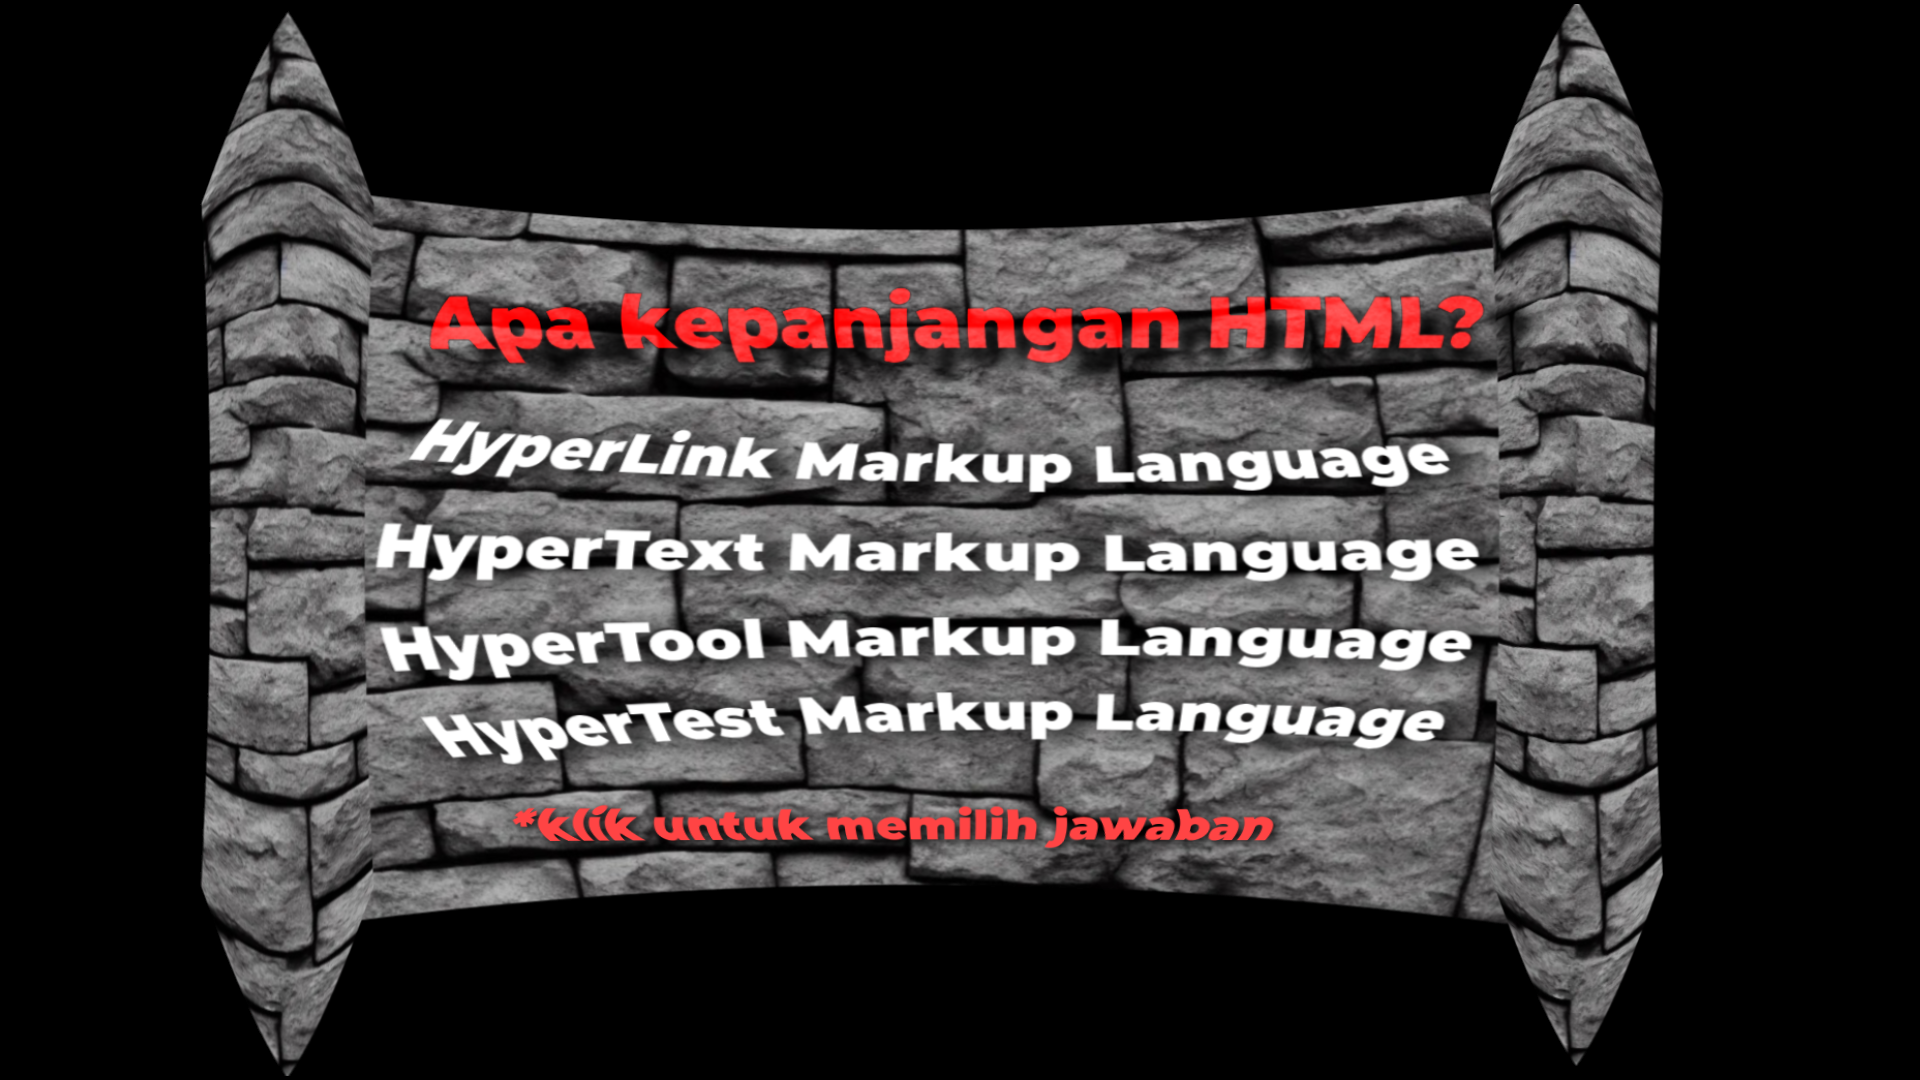 Apa kepanjangan HTML?
HyperLink Markup Language
HyperText Markup Language
HyperTool Markup Language
HyperTest Markup Language
*klik untuk memilih jawaban